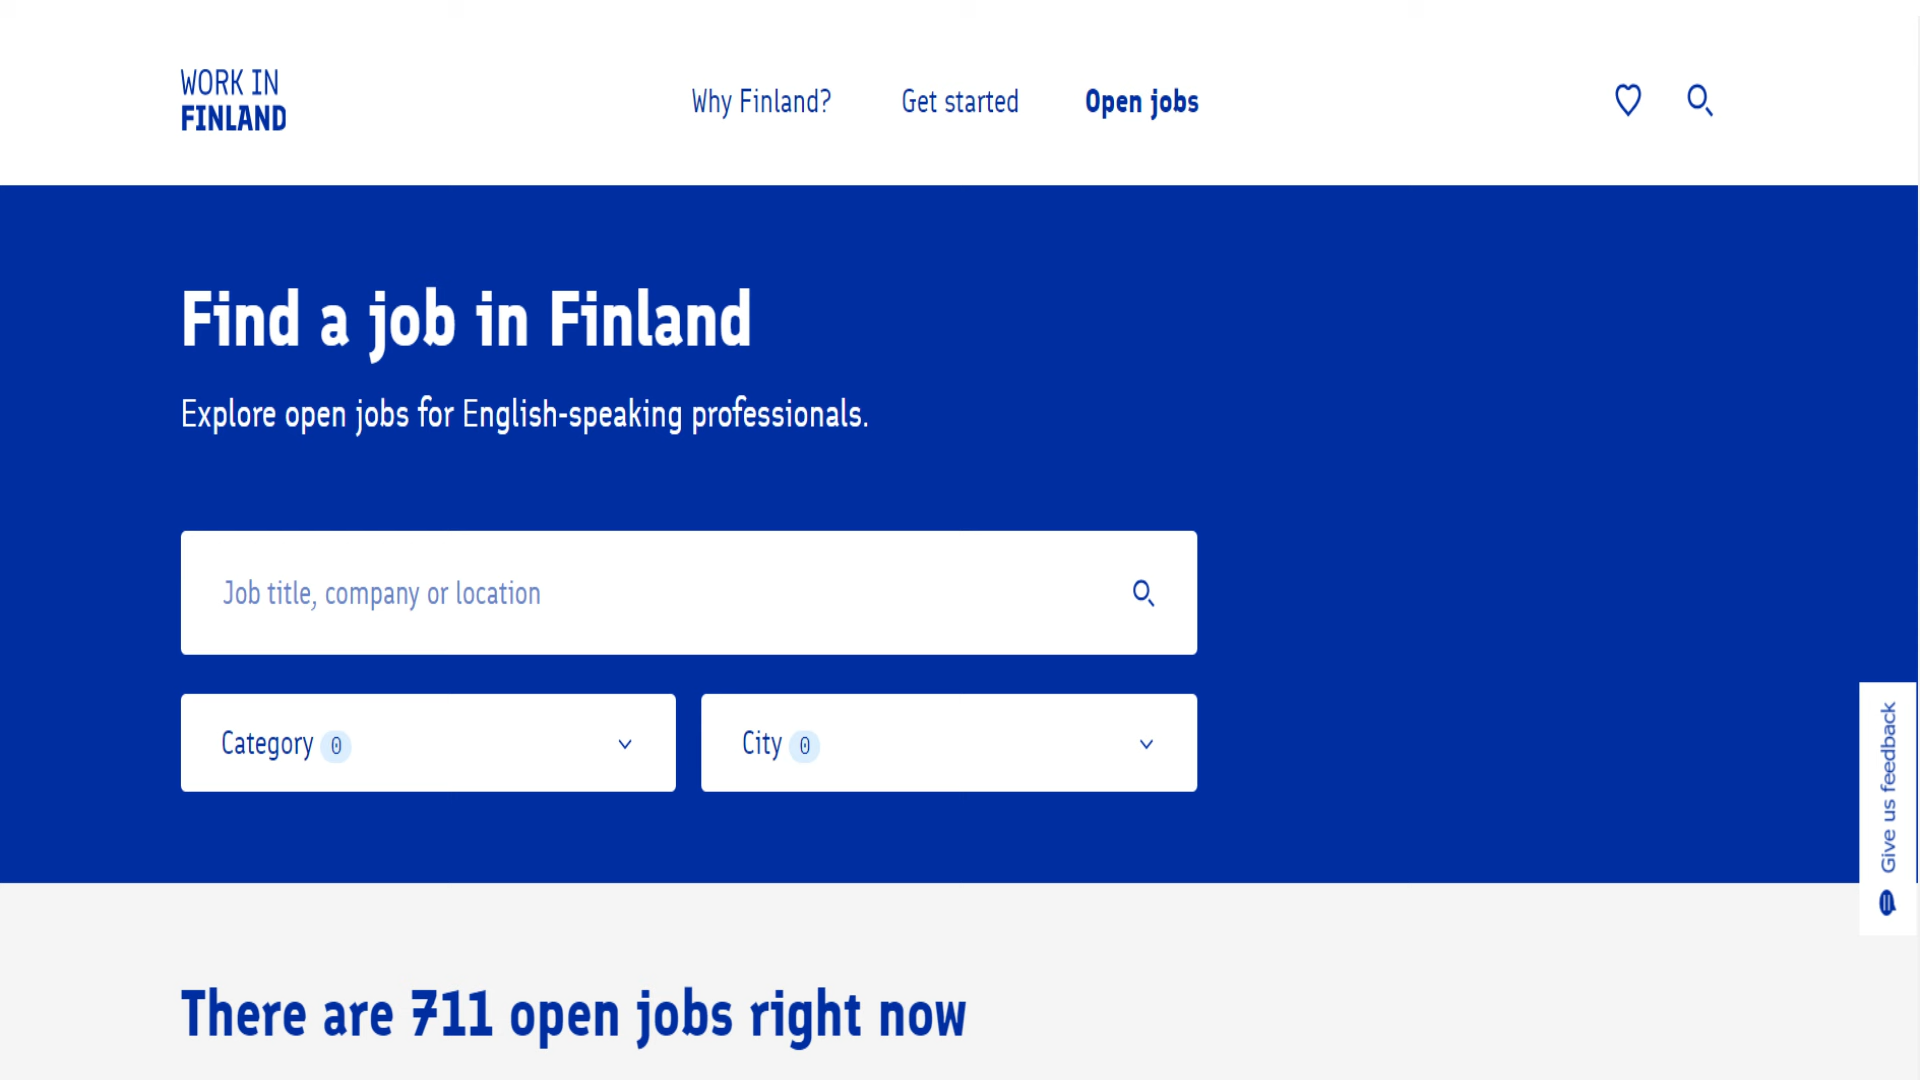 WORK IN
FINLAND
Why Finland?
Get started
Open jobs
Find a job in Finland
Explore open jobs for English-speaking professionals.
Job title, company or location
Category 0
City 0
Give us feedback
There are 711 open jobs right now